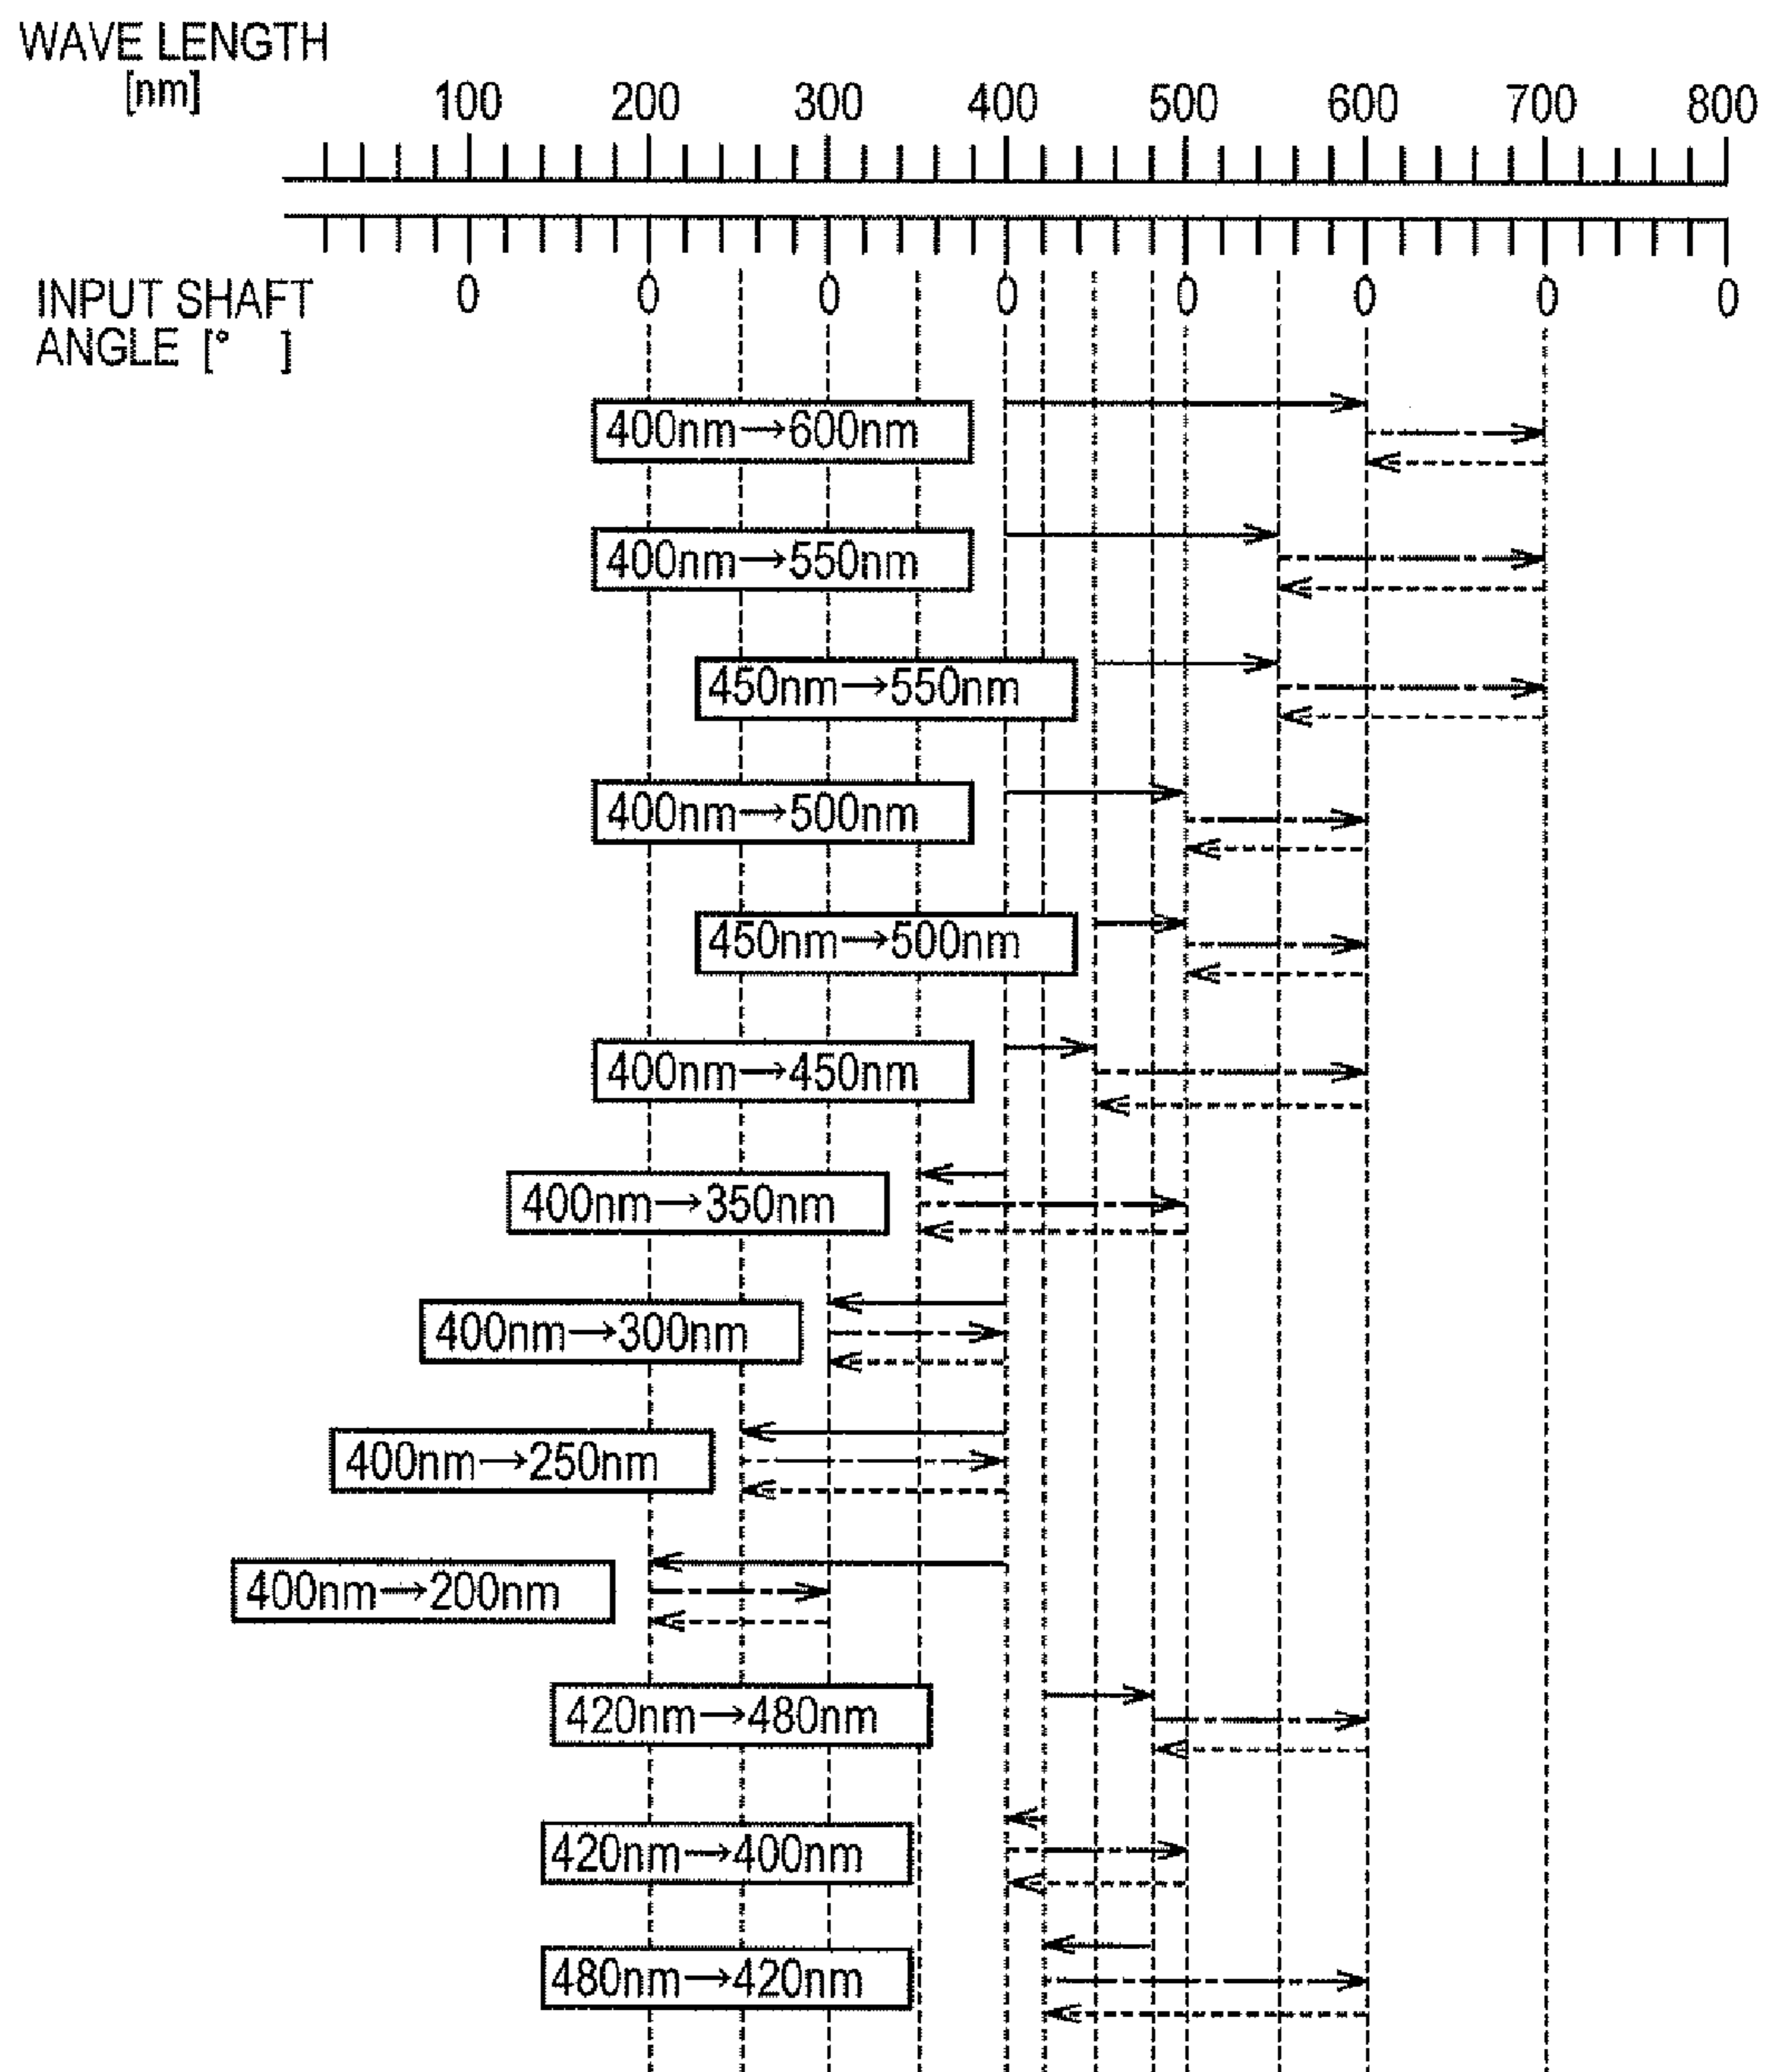 WAVE LENGTH
[nm]
100 200 300 400 500 600 700 800
INPUT SHAFT
ANGLE [° ]
0 0 0 0 0 0 0 0
400nm→600nm
400nm→550nm
450nm→550nm
400nm→500nm
450nm→500nm
400nm→450nm
400nm→350nm
400nm→300nm
400nm→250nm
400nm→200nm
420nm→480nm
420nm→400nm
480nm→420nm